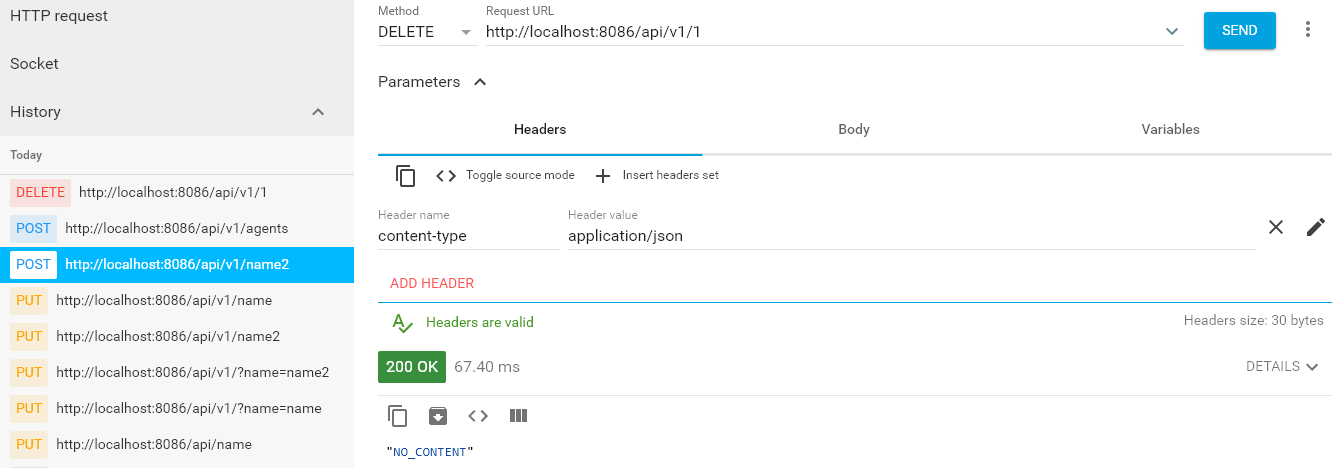 HTTP request
Socket
History
Today
DELETE http://localhost:8086/api/v1/1
POST http://localhost:8086/api/v1/agents
POST http://localhost:8086/api/v1/name2
PUT http://localhost:8086/api/v1/name
PUT http://localhost:8086/api/v1/name2
PUT http://localhost:8086/api/v1/?name=name2
PUT http://localhost:8086/api/v1/?name=name
PUT http://localhost:8086/api/name
Method Request URL
DELETE http://localhost:8086/api/v1/1 SEND
Parameters
Headers Body Variables
Toggle source mode Insert headers set
Header name Header value
content-type application/json
ADD HEADER
Headers are valid Headers size: 30 bytes
200 OK 67.40 ms DETAILS
"NO_CONTENT"